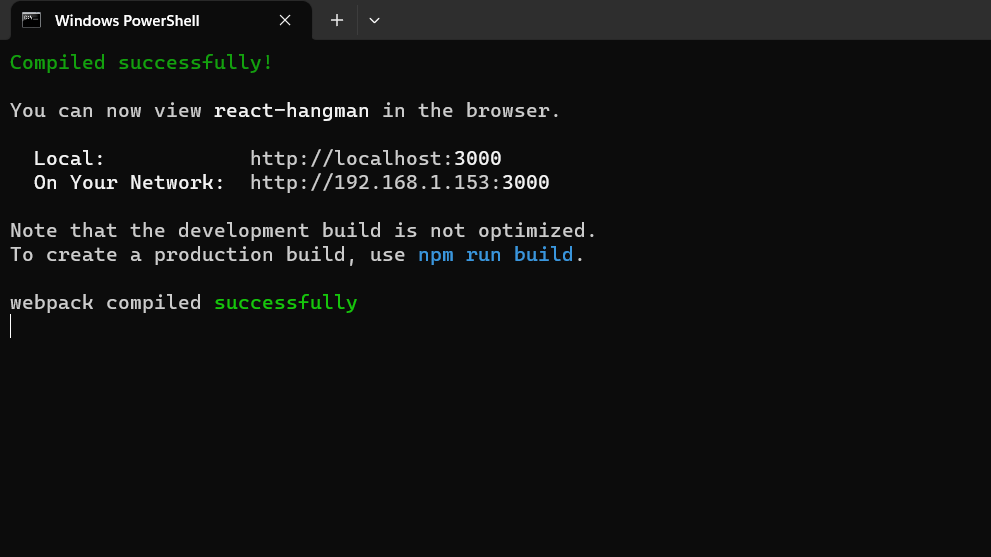 Windows PowerShell
Compiled successfully!
You can now view react-hangman in the browser.
Local: http://localhost:3000
On Your Network: http://192.168.1.153:3000
Note that the development build is not optimized.
To create a production build, use npm run build.
webpack compiled successfully